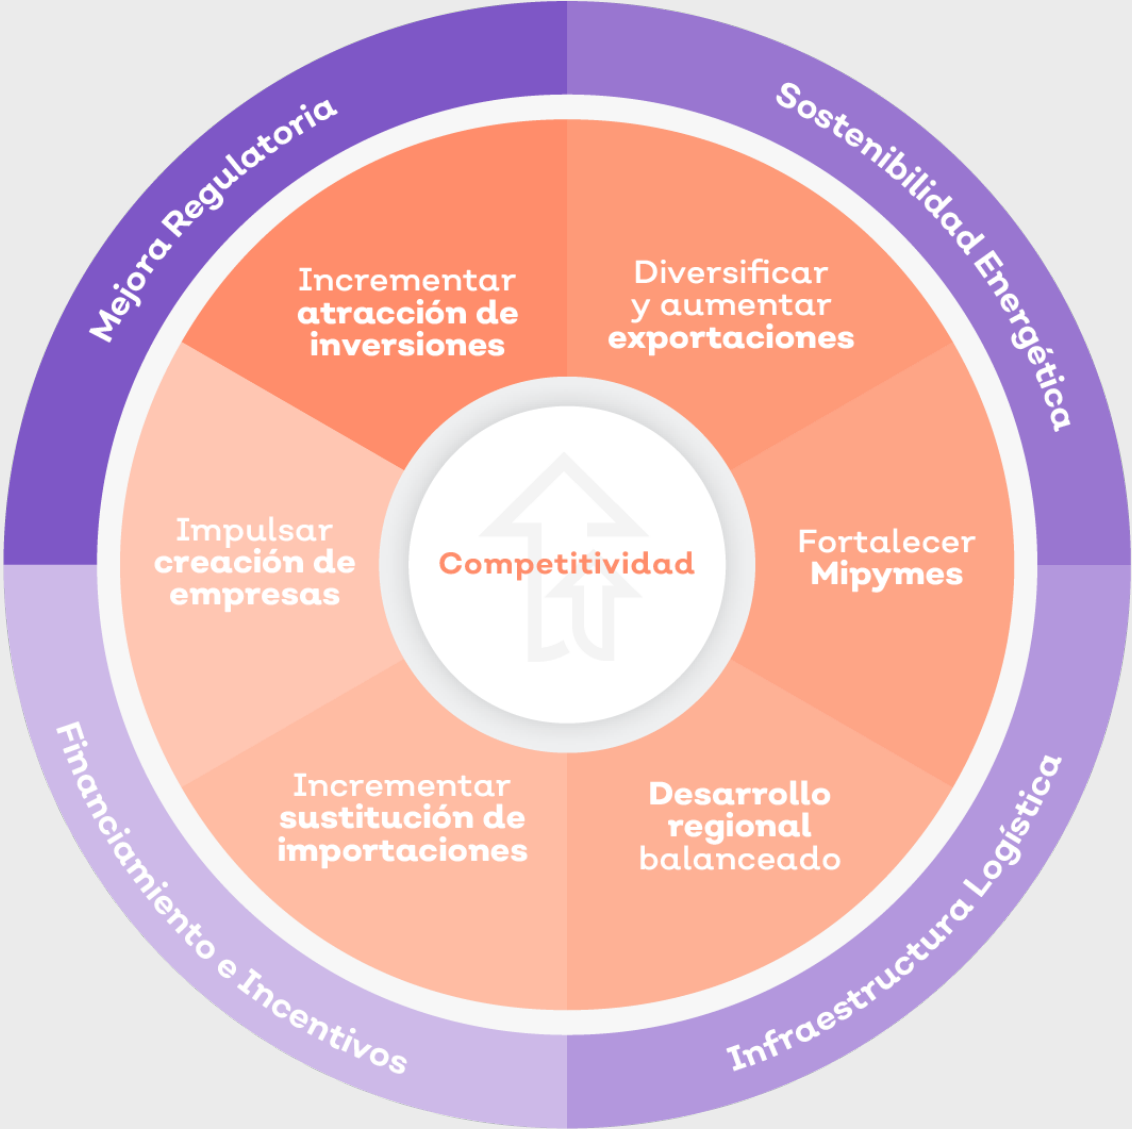 Mejora Regulatoria
Sostenibilidad Energética
Incrementar
atracción de
inversiones
Diversificar
y aumentar
exportaciones
Impulsar
creación de
empresas
Competitividad
Fortalecer
Mipymes
Incrementar
sustitución de
importaciones
Desarrollo
regional
balanceado
Financiamiento e Incentivos
Infraestructura Logística